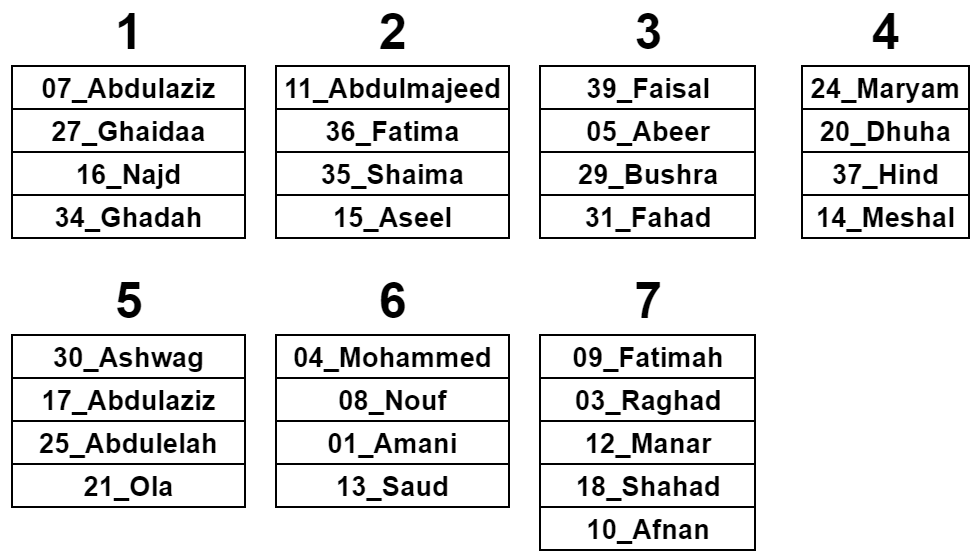 1
07_Abdulaziz
27_Ghaidaa
16_Najd
34_Ghadah
2
11_Abdulmajeed
36_Fatima
35_Shaima
15_Aseel
3
39_Faisal
05_Abeer
29_Bushra
31_Fahad
4
24_Maryam
20_Dhuha
37_Hind
14_Meshal
5
30_Ashwag
17_Abdulaziz
25_Abdulelah
21_Ola
6
04_Mohammed
08_Nouf
01_Amani
13_Saud
7
09_Fatimah
03_Raghad
12_Manar
18_Shahad
10_Afnan